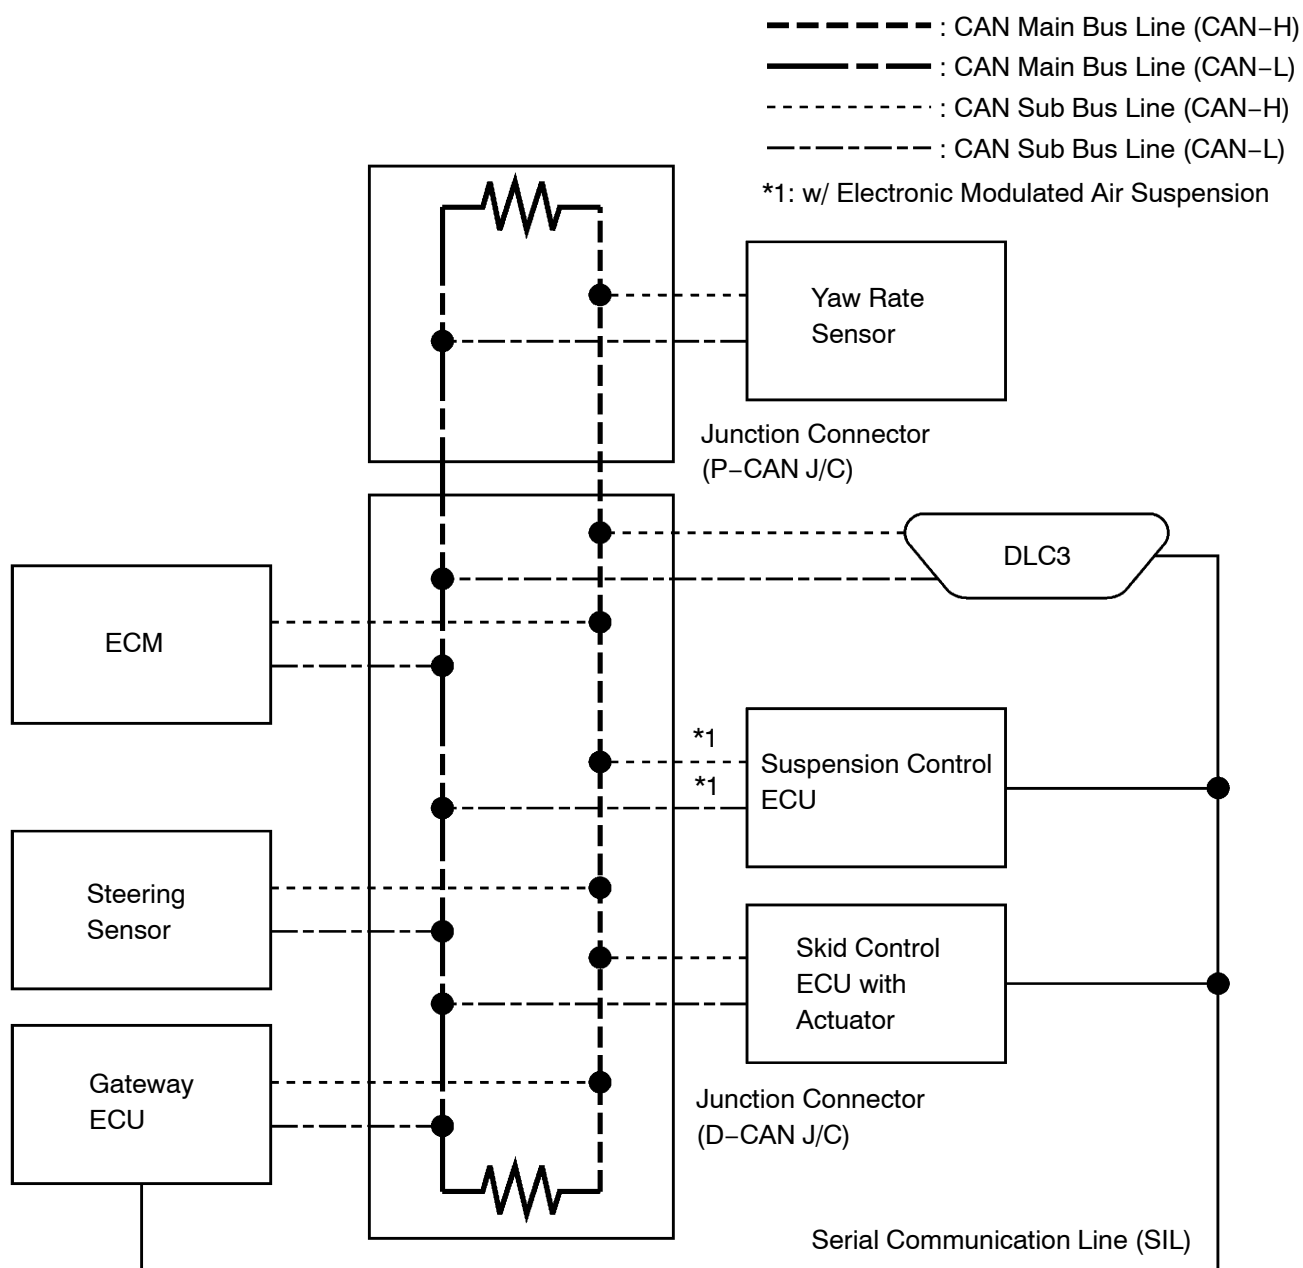 : CAN Main Bus Line (CAN−H)
: CAN Main Bus Line (CAN−L)
: CAN Sub Bus Line (CAN−H)
: CAN Sub Bus Line (CAN−L)
*1: w/ Electronic Modulated Air Suspension
Yaw Rate
Sensor
Junction Connector
(P−CAN J/C)
DLC3
ECM
*1
*1
Suspension Control
ECU
Steering
Sensor
Skid Control
ECU with
Actuator
Gateway
ECU
Junction Connector
(D−CAN J/C)
Serial Communication Line (SIL)